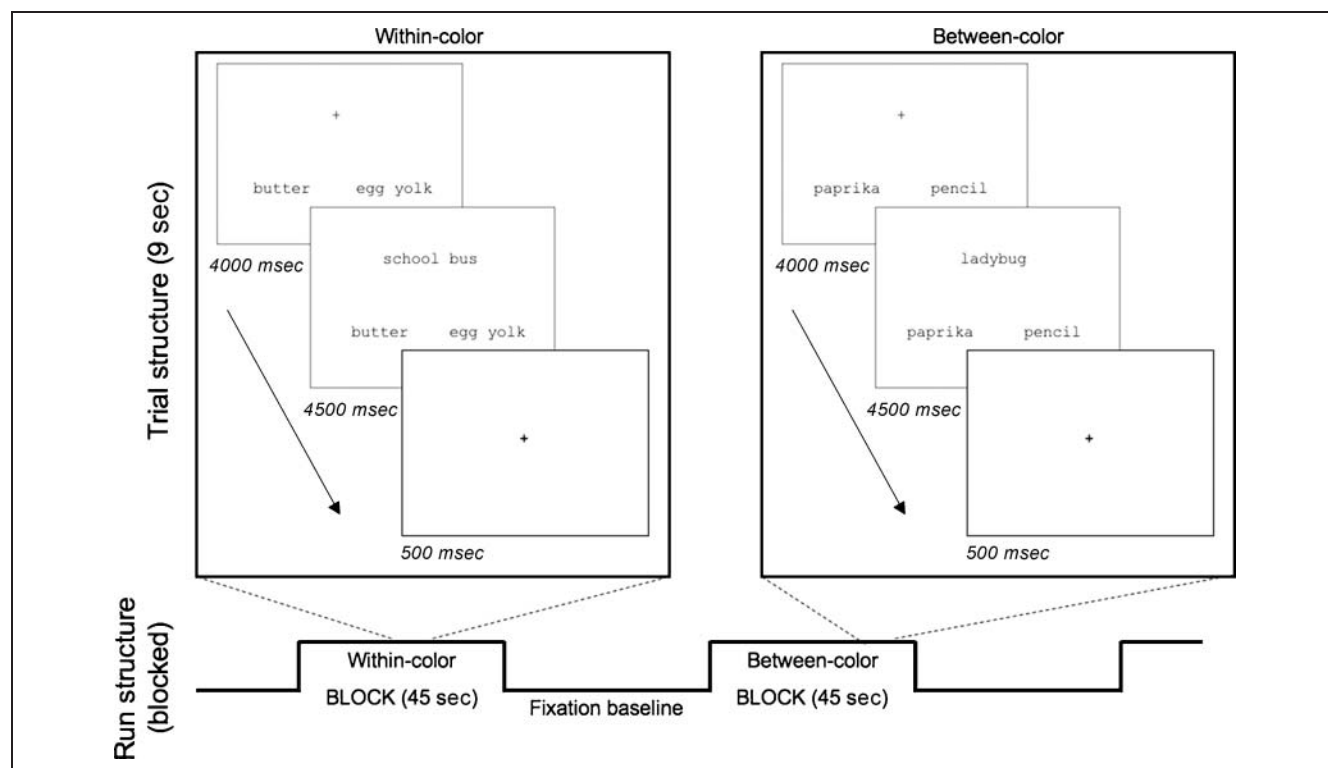 Within-color
Between-color
Trial structure (9 sec)
+
butter egg yolk
4000 msec
school bus
butter egg yolk
4500 msec
+
500 msec
+
paprika pencil
4000 msec
ladybug
paprika pencil
4500 msec
+
500 msec
Run structure
(blocked)
Within-color
BLOCK (45 sec)
Fixation baseline
Between-color
BLOCK (45 sec)